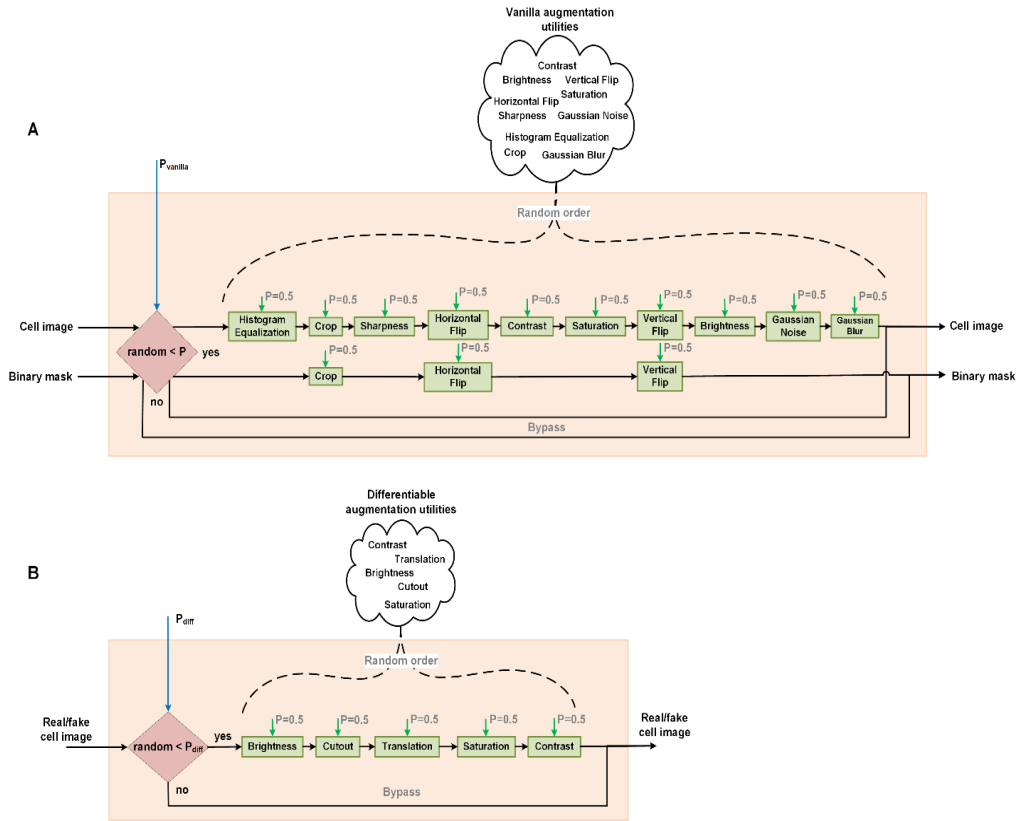 Vanilla augmentation
utilities
Contrast
Brightness
Vertical Flip
Saturation
Horizontal Flip
Sharpness
Gaussian Noise
Histogram Equalization
Crop
Gaussian Blur
A
Pvanilla
Random order
P=0.5
P=0.5
P=0.5
P=0.5
P=0.5
P=0.5
P=0.5
P=0.5
P=0.5
P=0.5
Cell image
Histogram
Equalization
Crop
Sharpness
Horizontal
Flip
Contrast
Saturation
Vertical
Flip
Brightness
Gaussian
Noise
Gaussian
Blur
Cell image
random < P
yes
P=0.5
P=0.5
P=0.5
Binary mask
Crop
Horizontal
Flip
Vertical
Flip
Binary mask
no
Bypass
Differentiable
augmentation utilities
Contrast
Translation
Brightness
Cutout
Saturation
B
Pdiff
Random order
P=0.5
P=0.5
P=0.5
P=0.5
P=0.5
Real/fake
cell image
random < Pdiff
yes
Brightness
Cutout
Translation
Saturation
Contrast
Real/fake
cell image
no
Bypass